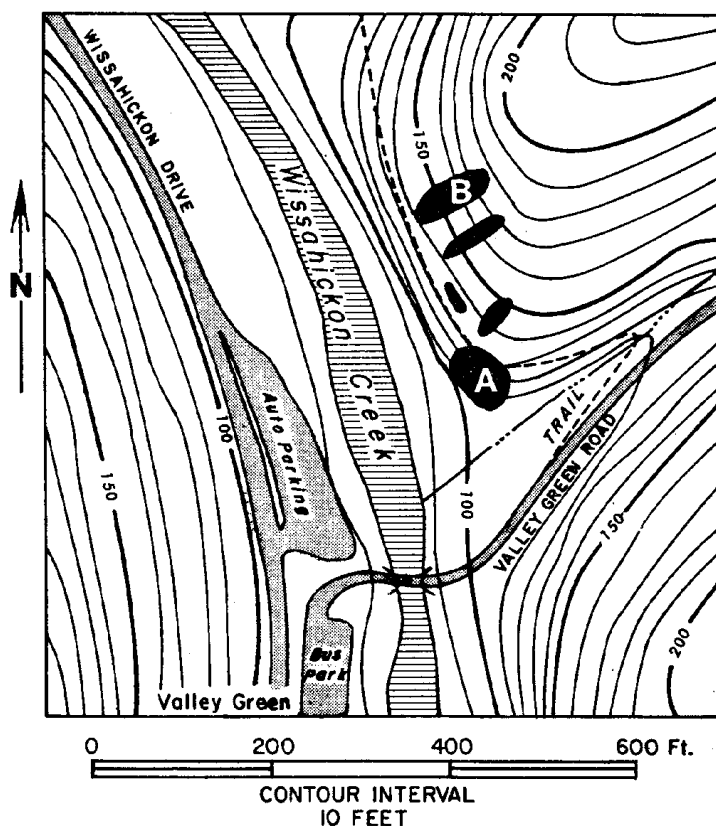 WISSAHICKON DRIVE
200
150
B
N
Wissahickon Creek
A
Auto Parking
TRAIL
100
100
VALLEY GREEN ROAD
150
150
200
Bus
Park
Valley Green
0 200 400 600 Ft.
CONTOUR INTERVAL
10 FEET